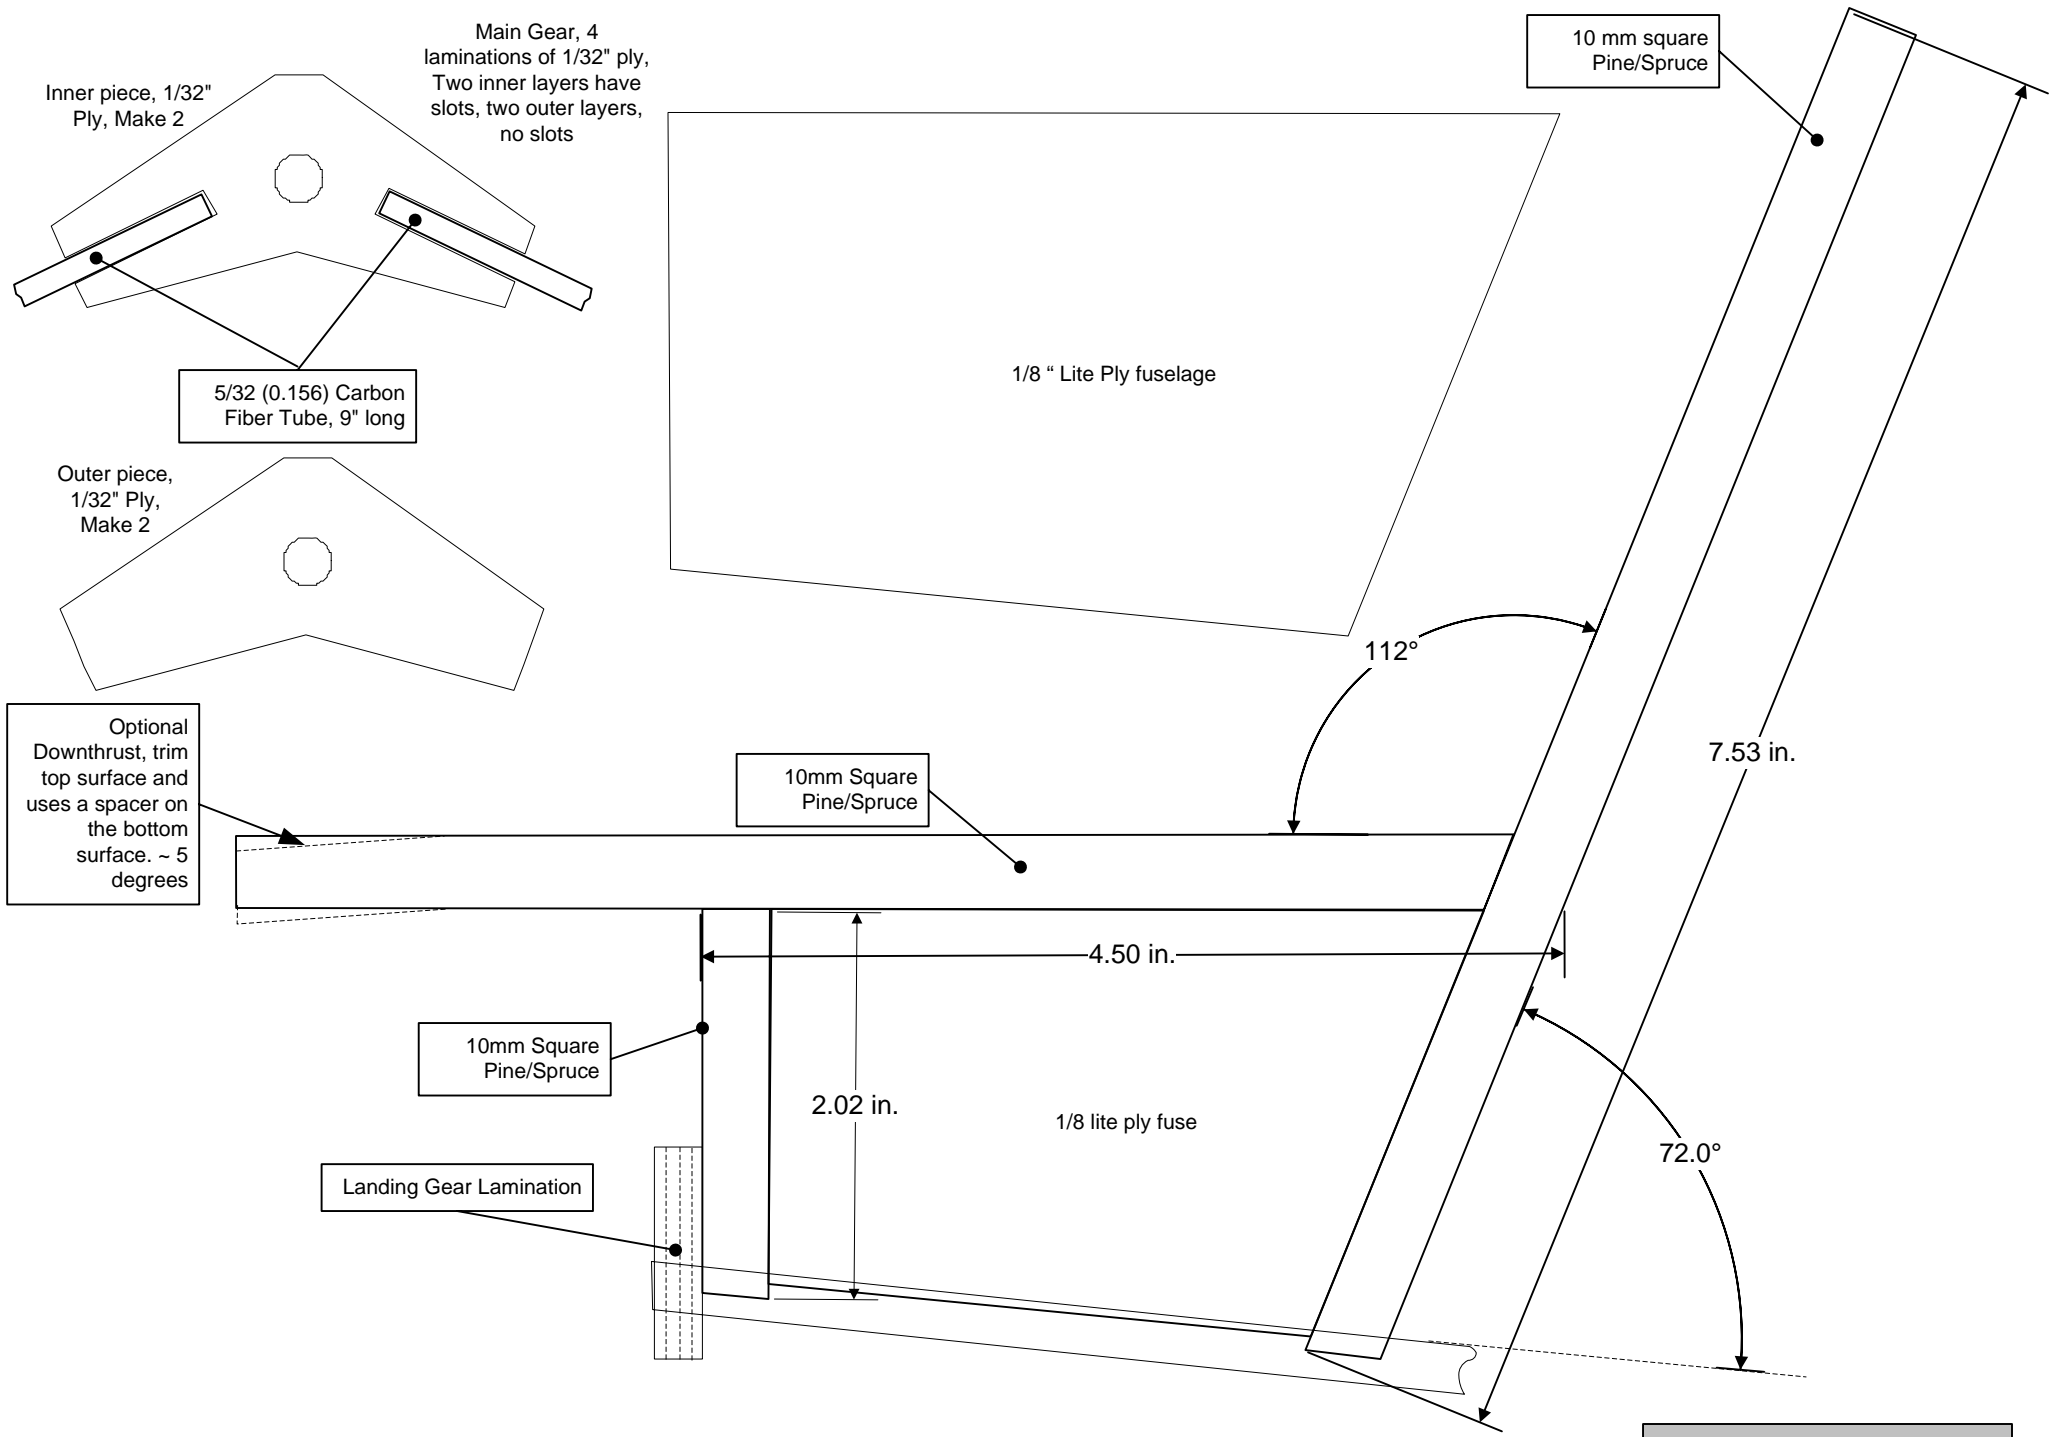 Main Gear, 4
laminations of 1/32" ply,
Two inner layers have
slots, two outer layers,
no slots
Inner piece, 1/32"
Ply, Make 2
10 mm square
Pine/Spruce
1/8 “ Lite Ply fuselage
5/32 (0.156) Carbon
Fiber Tube, 9" long
Outer piece,
1/32" Ply,
Make 2
112°
Optional
Downthrust, trim
top surface and
uses a spacer on
the bottom
surface. ~ 5
degrees
10mm Square
Pine/Spruce
7.53 in.
4.50 in.
10mm Square
Pine/Spruce
2.02 in.
1/8 lite ply fuse
72.0°
Landing Gear Lamination